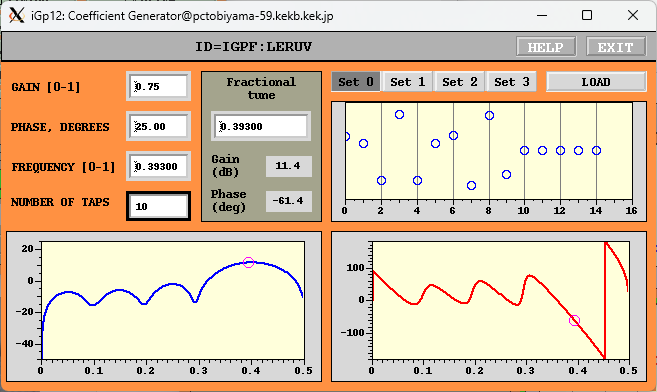 iGp12: Coefficient Generator@pctobiyama-59.kekb.kek.jp
ID=IGPF:LERUV
HELP
EXIT
GAIN [0-1]
0.75
PHASE, DEGREES
25.00
FREQUENCY [0-1]
0.39300
NUMBER OF TAPS
10
Fractional
tune
0.39300
Gain
(dB)
11.4
Phase
(deg)
-61.4
Set 0
Set 1
Set 2
Set 3
LOAD
0 2 4 6 8 10 12 14 16
20
0
-20
-40
0 0.1 0.2 0.3 0.4 0.5
100
0
-100
0 0.1 0.2 0.3 0.4 0.5